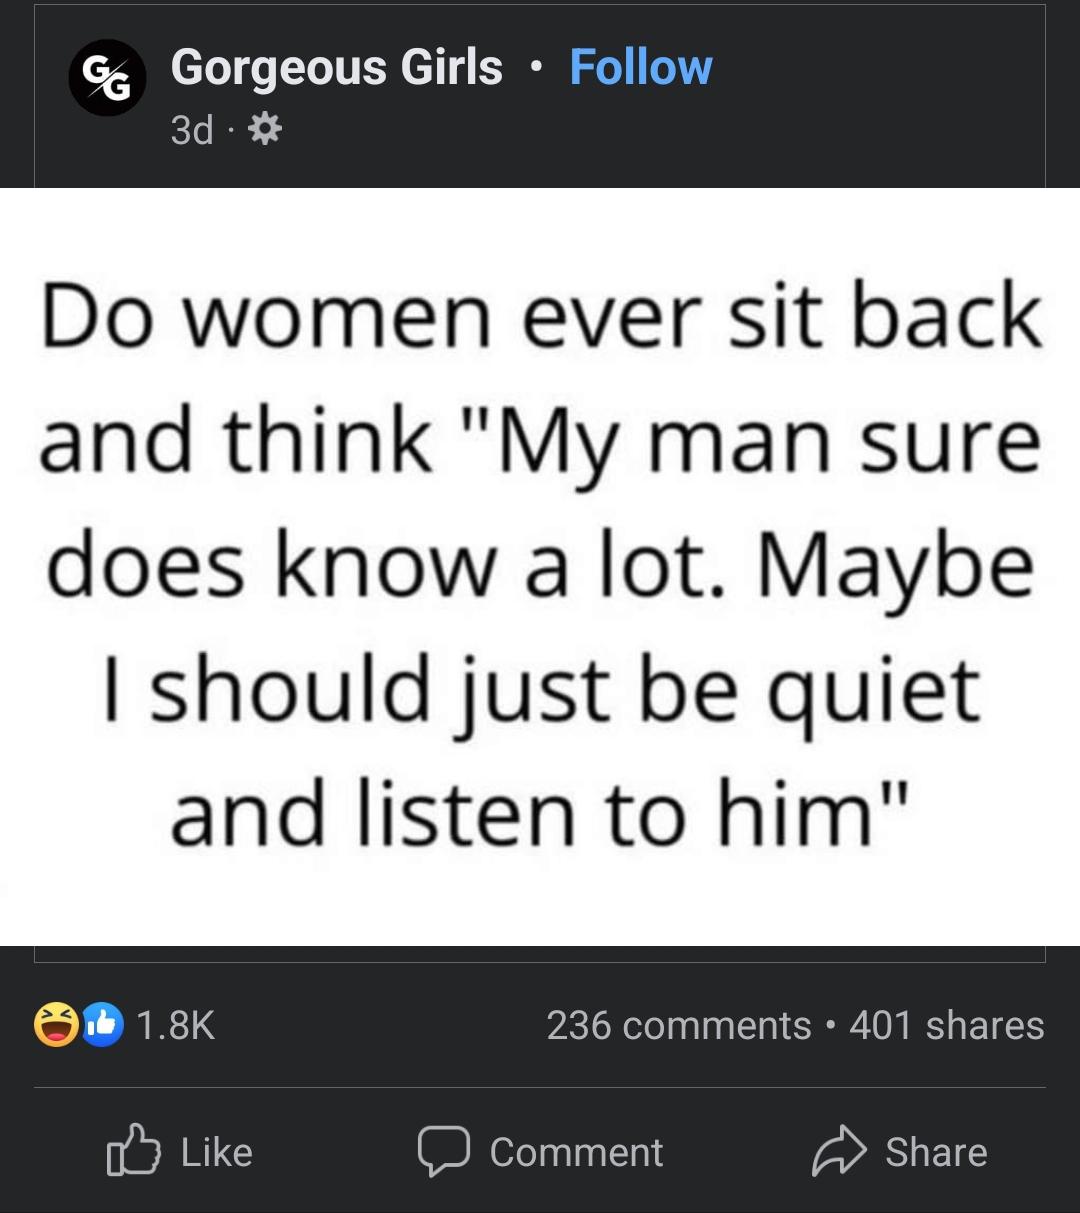 GG
Gorgeous Girls • Follow
3d ·
Do women ever sit back
and think "My man sure
does know a lot. Maybe
I should just be quiet
and listen to him"
1.8K 236 comments • 401 shares
Like Comment Share